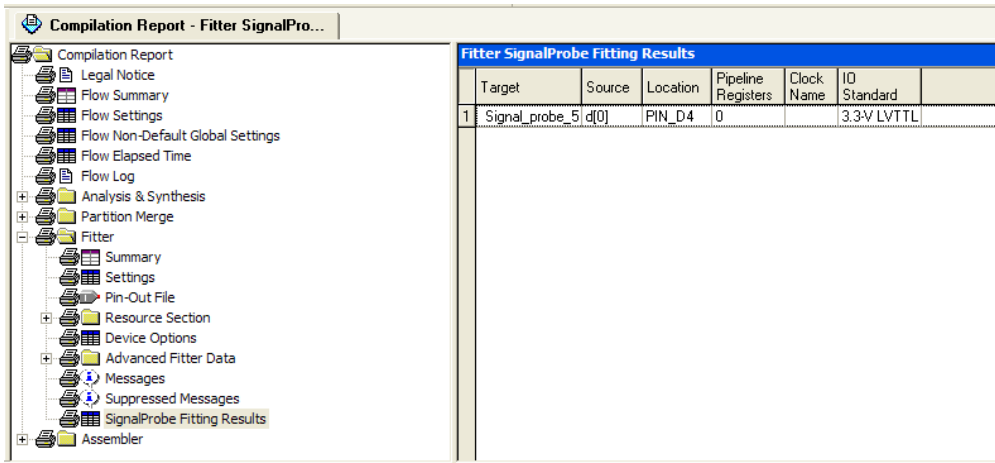 Compilation Report - Fitter SignalPro...
Compilation Report
Legal Notice
Flow Summary
Flow Settings
Flow Non-Default Global Settings
Flow Elapsed Time
Flow Log
Analysis & Synthesis
Partition Merge
Fitter
Summary
Settings
Pin-Out File
Resource Section
Device Options
Advanced Fitter Data
Messages
Suppressed Messages
SignalProbe Fitting Results
Assembler
Fitter SignalProbe Fitting Results
Target Source Location Pipeline Registers Clock Name IO Standard
1 Signal_probe_5 d[0] PIN_D4 0 3.3-V LVTTL